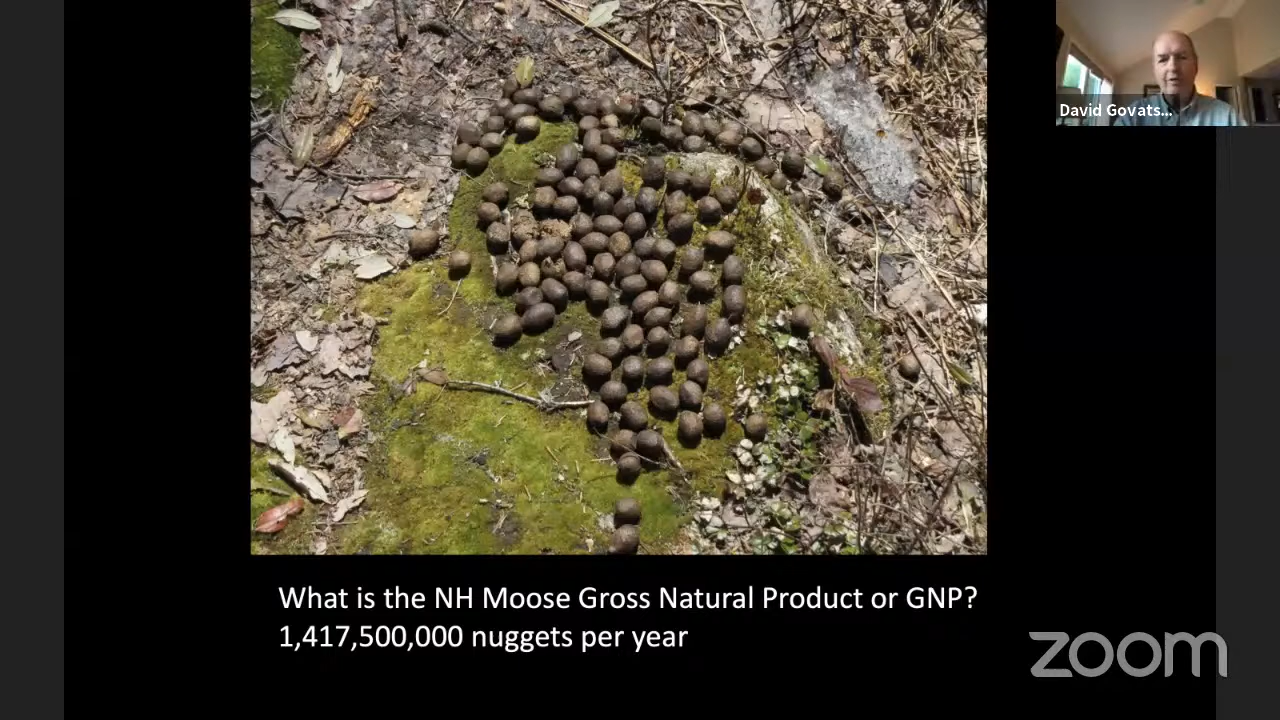 David Govats...
What is the NH Moose Gross Natural Product or GNP?
1,417,500,000 nuggets per year
zoom